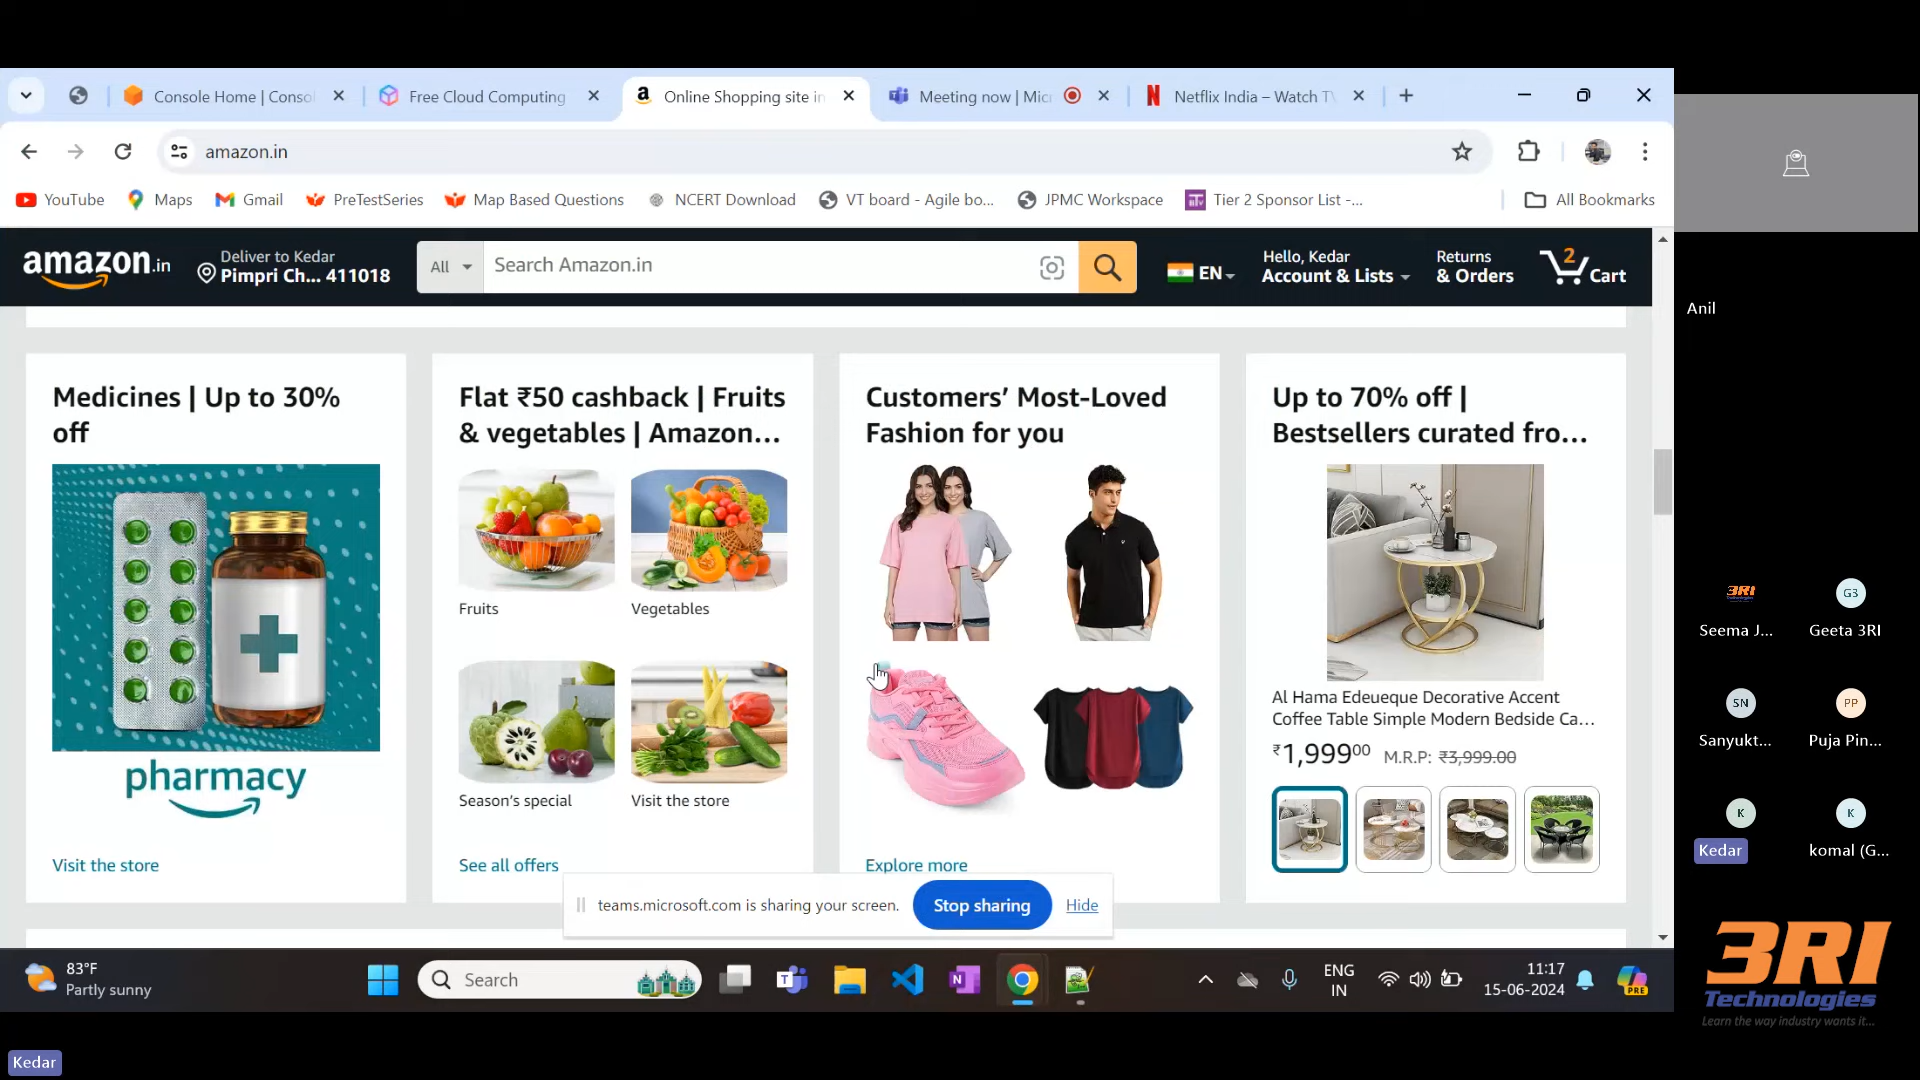 Console Home | Consol
Free Cloud Computing
Online Shopping site in
Meeting now | Micr
Netflix India – Watch TV
amazon.in
YouTube
Maps
Gmail
PreTestSeries
Map Based Questions
NCERT Download
VT board - Agile bo...
JPMC Workspace
Tier 2 Sponsor List -...
All Bookmarks
amazon.in
Deliver to Kedar
Pimpri Ch... 411018
All
Search Amazon.in
EN
Hello, Kedar
Account & Lists
Returns
& Orders
2
Cart
Medicines | Up to 30%
off
pharmacy
Visit the store
Flat ₹50 cashback | Fruits
& vegetables | Amazon...
Fruits
Vegetables
Season's special
Visit the store
See all offers
Customers’ Most-Loved
Fashion for you
Explore more
Up to 70% off |
Bestsellers curated fro...
Al Hama Edeueque Decorative Accent
Coffee Table Simple Modern Bedside Ca...
₹1,99900 M.R.P: ₹3,999.00
teams.microsoft.com is sharing your screen.
Stop sharing
Hide
83°F
Partly sunny
Search
ENG
IN
11:17
15-06-2024
PRE
Anil
3RI
Seema J...
G3
Geeta 3RI
SN
Sanyukt...
PP
Puja Pin...
K
Kedar
K
komal (G...
3RI
Technologies
Learn the way industry wants it...
Kedar